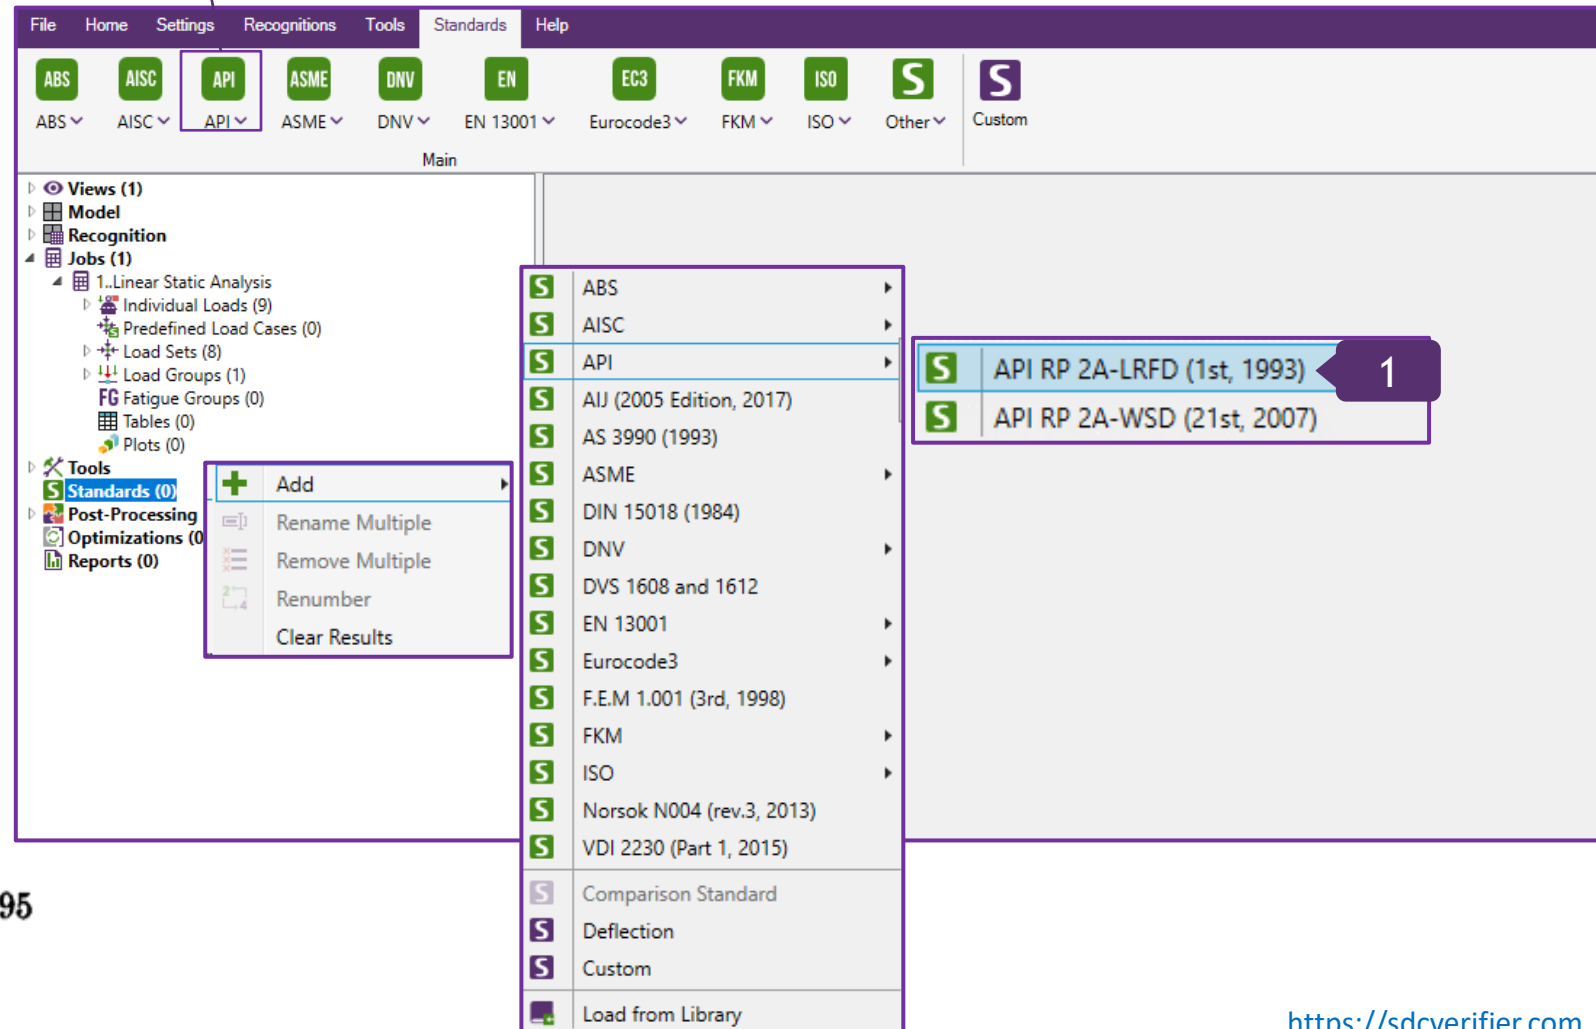 File Home Settings Recognitions Tools Standards Help
ABS AISC API ASME DNV EN EC3 FKM ISO S S
ABS AISC API ASME DNV EN 13001 Eurocode3 FKM ISO Other Custom
Main
Views (1)
Model
Recognition
Jobs (1)
1..Linear Static Analysis
Individual Loads (9)
Predefined Load Cases (0)
Load Sets (8)
Load Groups (1)
FG Fatigue Groups (0)
Tables (0)
Plots (0)
Tools
S Standards (0)
Post-Processing
Optimizations (0
Reports (0)
Add
Rename Multiple
Remove Multiple
Renumber
Clear Results
S ABS
S AISC
S API
S AIJ (2005 Edition, 2017)
S AS 3990 (1993)
S ASME
S DIN 15018 (1984)
S DNV
S DVS 1608 and 1612
S EN 13001
S Eurocode3
S F.E.M 1.001 (3rd, 1998)
S FKM
S ISO
S Norsok N004 (rev.3, 2013)
S VDI 2230 (Part 1, 2015)
S Comparison Standard
S Deflection
S Custom
Load from Library
S API RP 2A-LRFD (1st, 1993) 1
S API RP 2A-WSD (21st, 2007)
95
https://sdcverifier.com